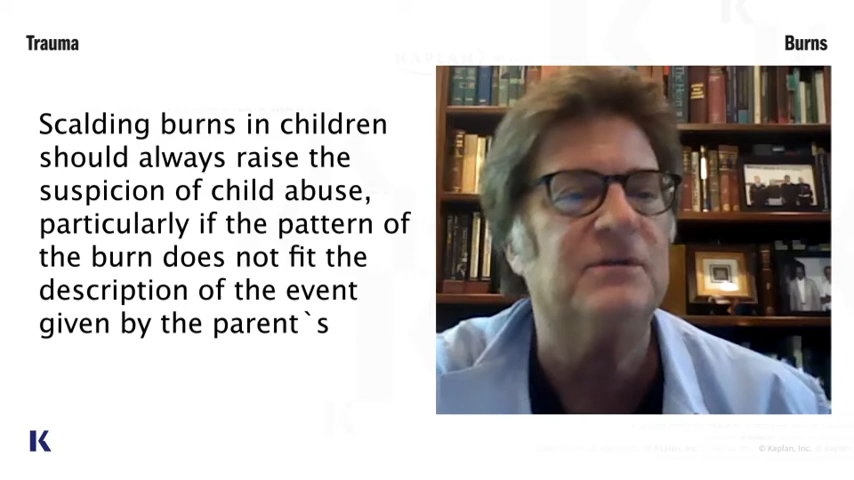 Trauma
Burns
Scalding burns in children
should always raise the
suspicion of child abuse,
particularly if the pattern of
the burn does not fit the
description of the event
given by the parent`s
K
© Kaplan, Inc.